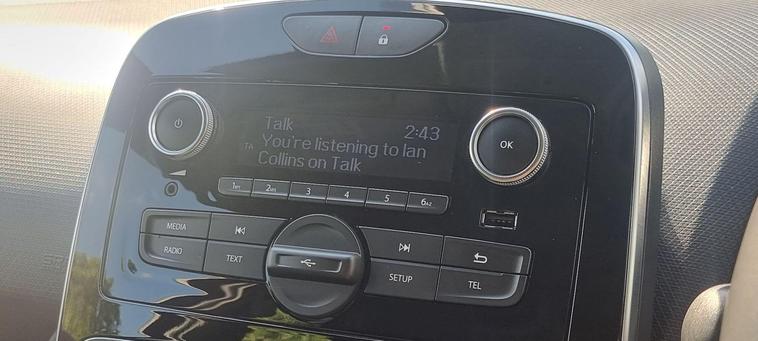 Talk 2:43
TA You're listening to Ian
Collins on Talk
OK
1 2 3 4 5 6
MEDIA
RADIO TEXT
SETUP TEL